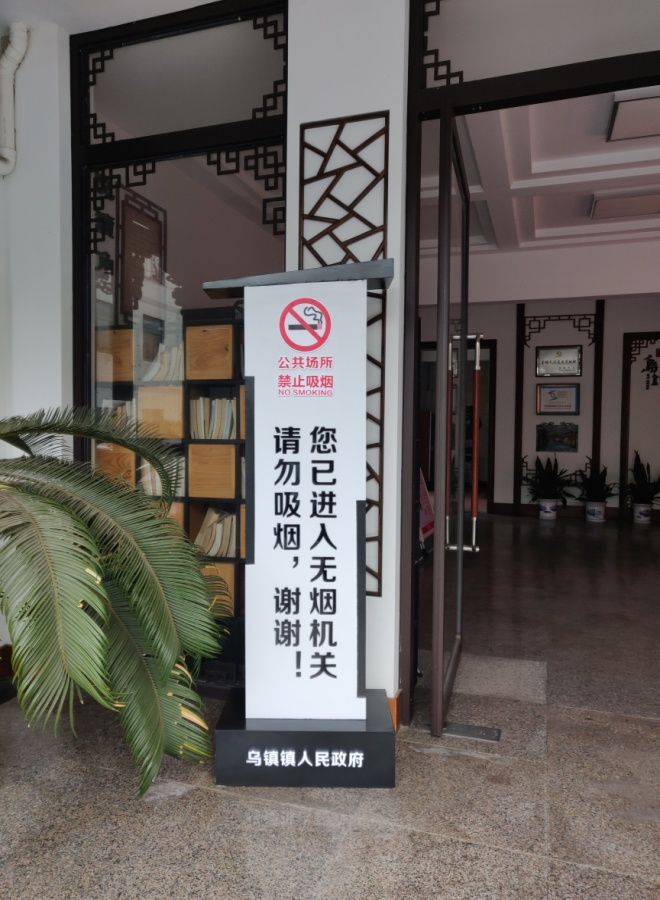 公共场所
禁止吸烟
NO SMOKING
您已进入无烟机关
请勿吸烟，谢谢！
乌镇镇人民政府